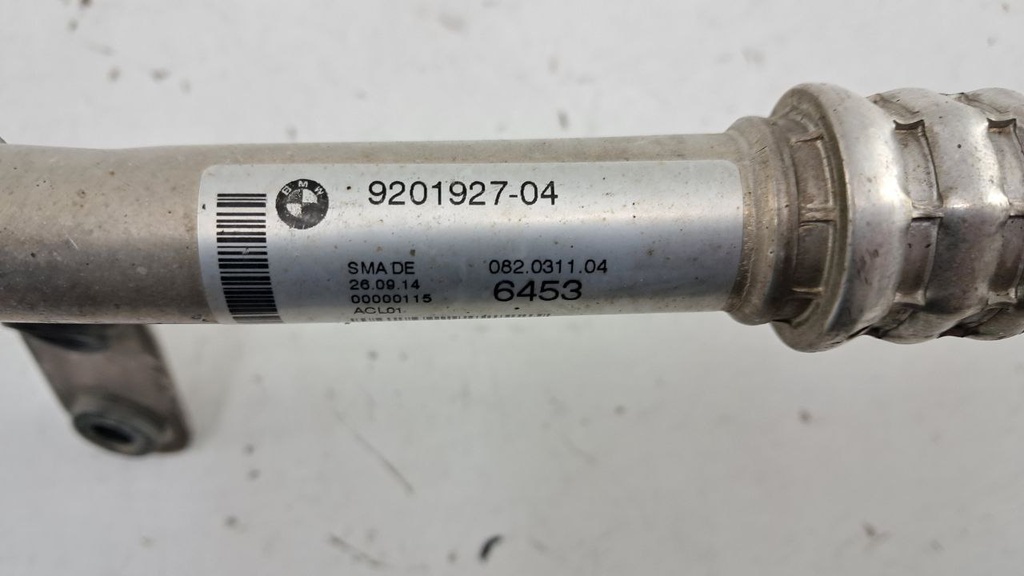 BMW
9201927-04
SMA DE 082.0311.04
26.09.14 6453
00000115
ACL01